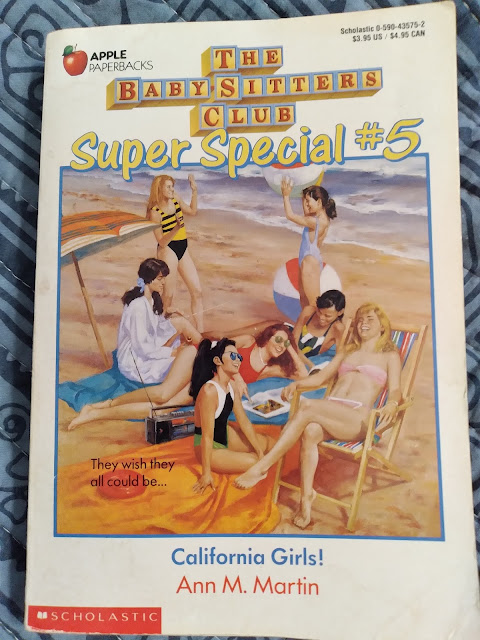 Scholastic 0-590-43575-2
$3.95 US / $4.95 CAN
APPLE
PAPERBACKS
THE
BABY-SITTERS
CLUB
Super Special #5
They wish they
all could be...
California Girls!
Ann M. Martin
SCHOLASTIC